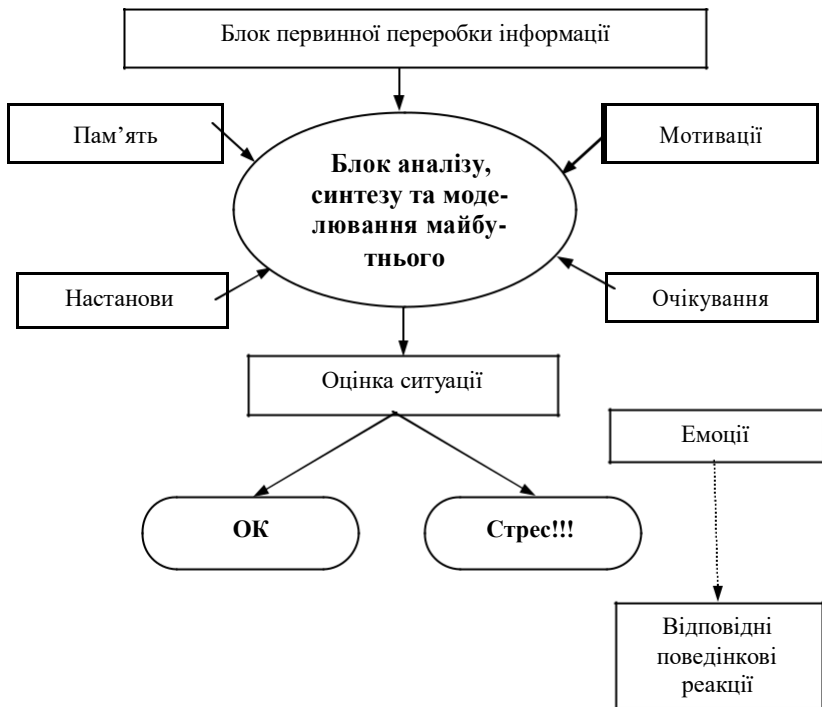 Блок первинної переробки інформації
Пам’ять
Мотивації
Блок аналізу,
синтезу та моде-
лювання майбу-
тнього
Настанови
Очікування
Оцінка ситуації
Емоції
ОК
Стрес!!!
Відповідні
поведінкові
реакції